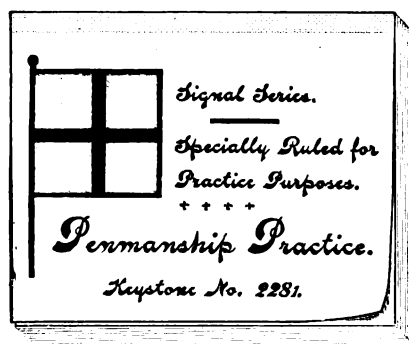 Signal Series.
Specially Ruled for
Practice Purposes.
Penmanship Practice.
Keystone No. 2281.